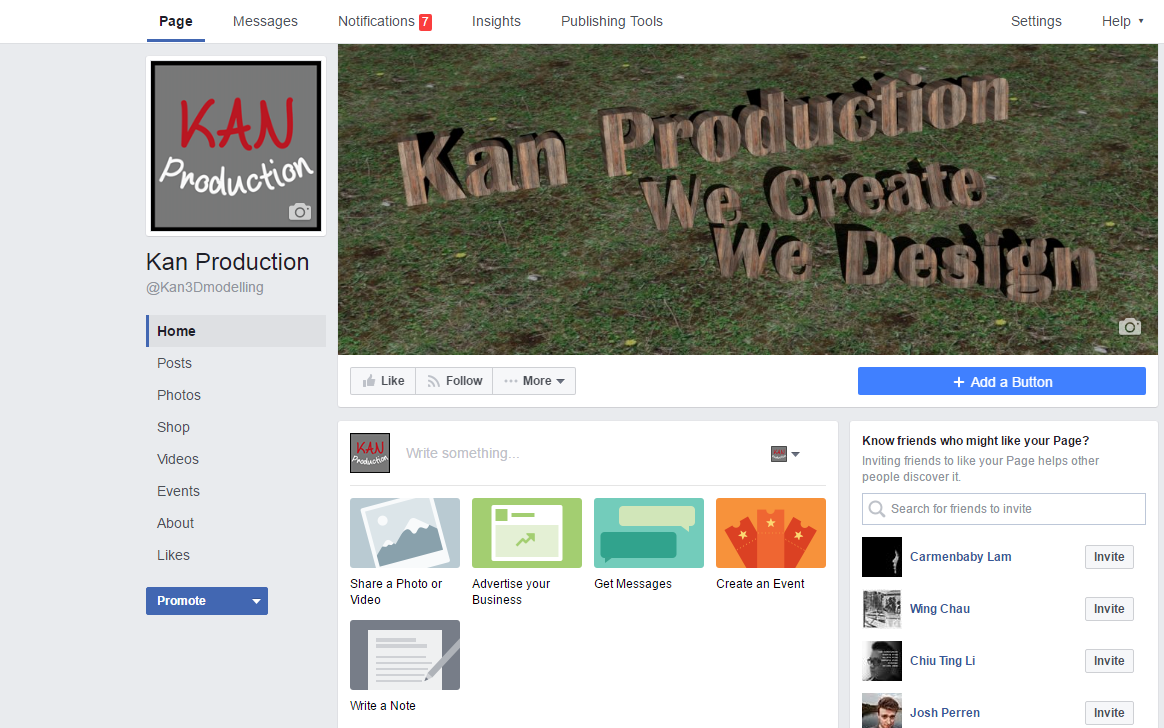 Page Messages Notifications 7 Insights Publishing Tools Settings Help
KAN
Production
Kan Production
We Create
We Design
Kan Production
@Kan3Dmodelling
Home
Posts
Photos
Shop
Videos
Events
About
Likes
Promote
Like Follow More + Add a Button
KAN
Production
Write something...
Share a Photo or
Video
Advertise your
Business
Get Messages
Create an Event
Write a Note
Know friends who might like your Page?
Inviting friends to like your Page helps other
people discover it.
Search for friends to invite
Carmenbaby Lam Invite
Wing Chau Invite
Chiu Ting Li Invite
Josh Perren Invite